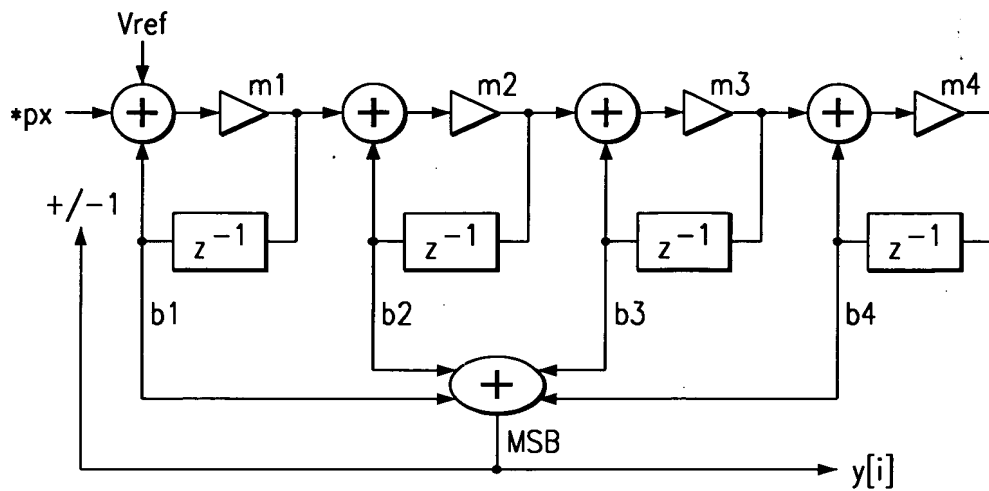 Vref
m1
m2
m3
m4
*px
+
+
+
+
+/-1
z⁻¹
z⁻¹
z⁻¹
z⁻¹
b1
b2
b3
b4
+
MSB
y[i]